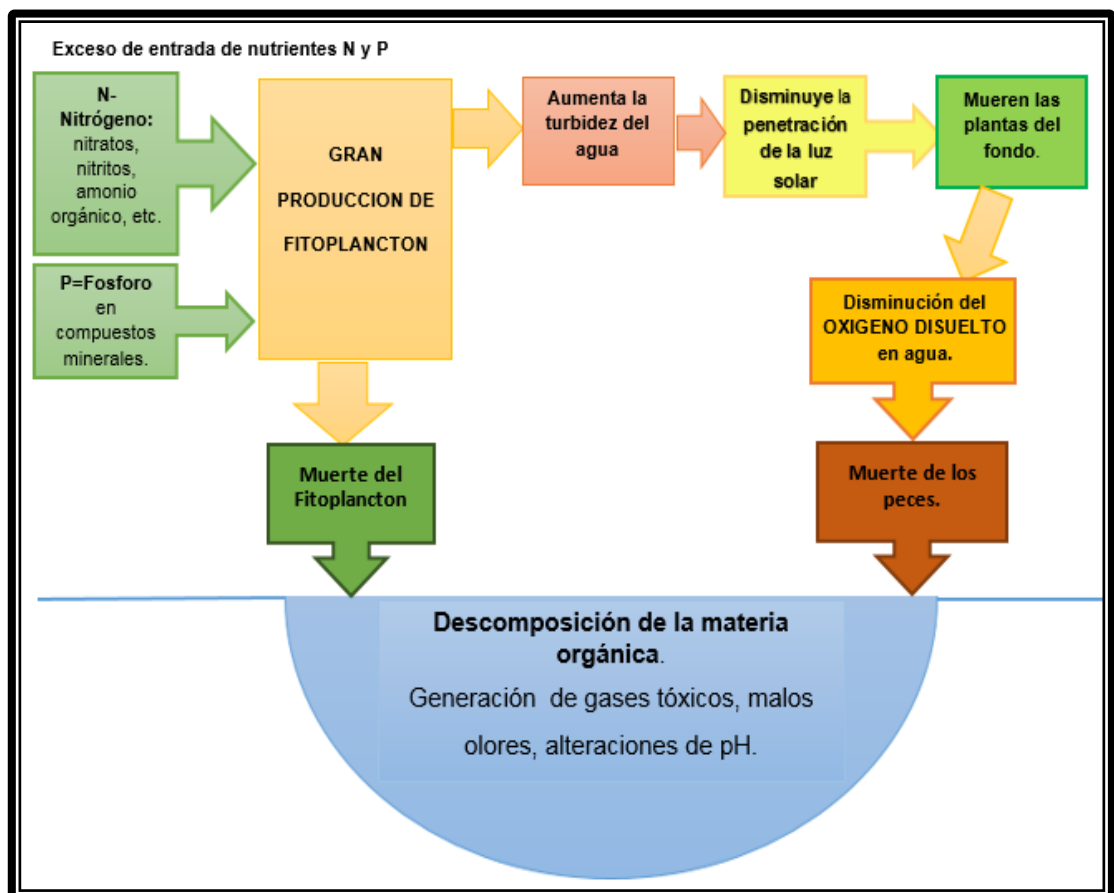 Exceso de entrada de nutrientes N y P
N-
Nitrógeno:
nitratos,
nitritos,
amonio
orgánico, etc.
P=Fosforo
en
compuestos
minerales.
GRAN
PRODUCCION DE
FITOPLANCTON
Aumenta la
turbidez del
agua
Disminuye la
penetración
de la luz
solar
Mueren las
plantas del
fondo.
Disminución del
OXIGENO DISUELTO
en agua.
Muerte del
Fitoplancton
Muerte de los
peces.
Descomposición de la materia
orgánica.
Generación de gases tóxicos, malos
olores, alteraciones de pH.